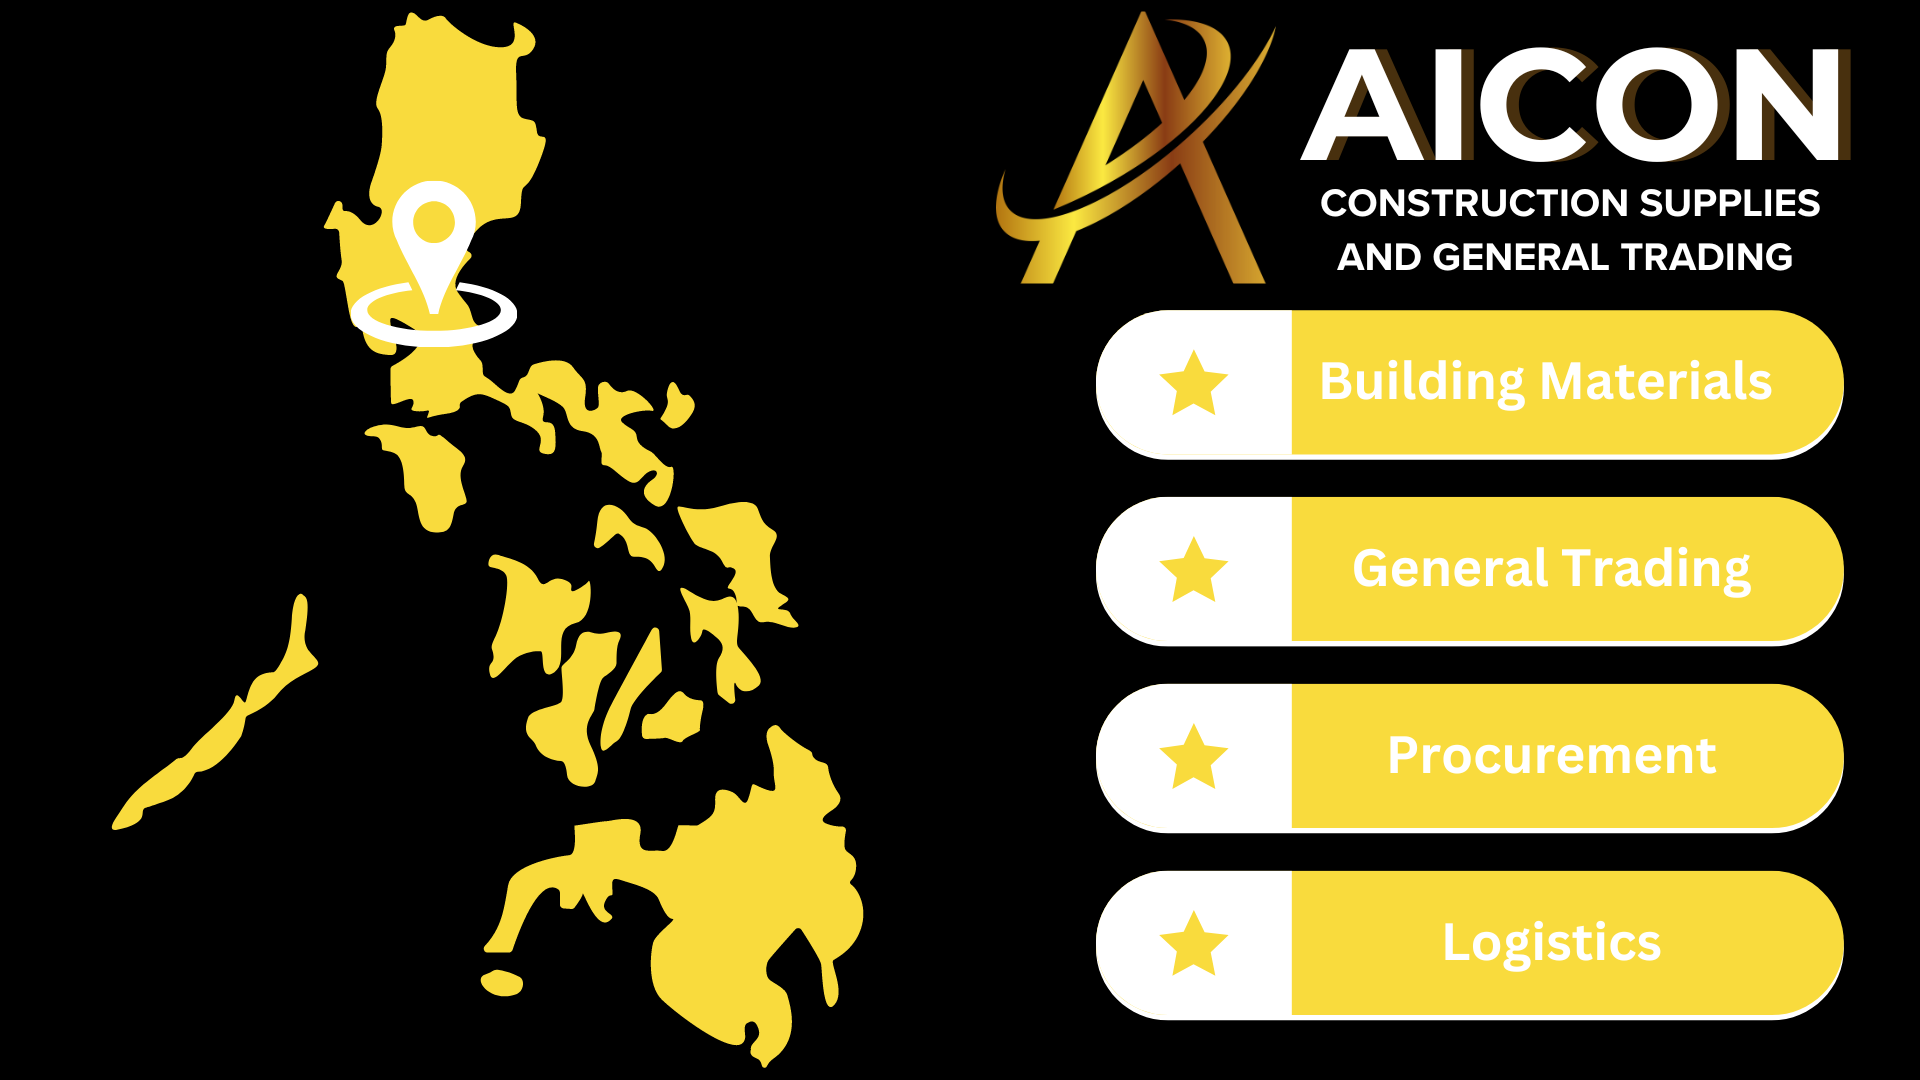 AICON
CONSTRUCTION SUPPLIES
AND GENERAL TRADING
Building Materials
General Trading
Procurement
Logistics